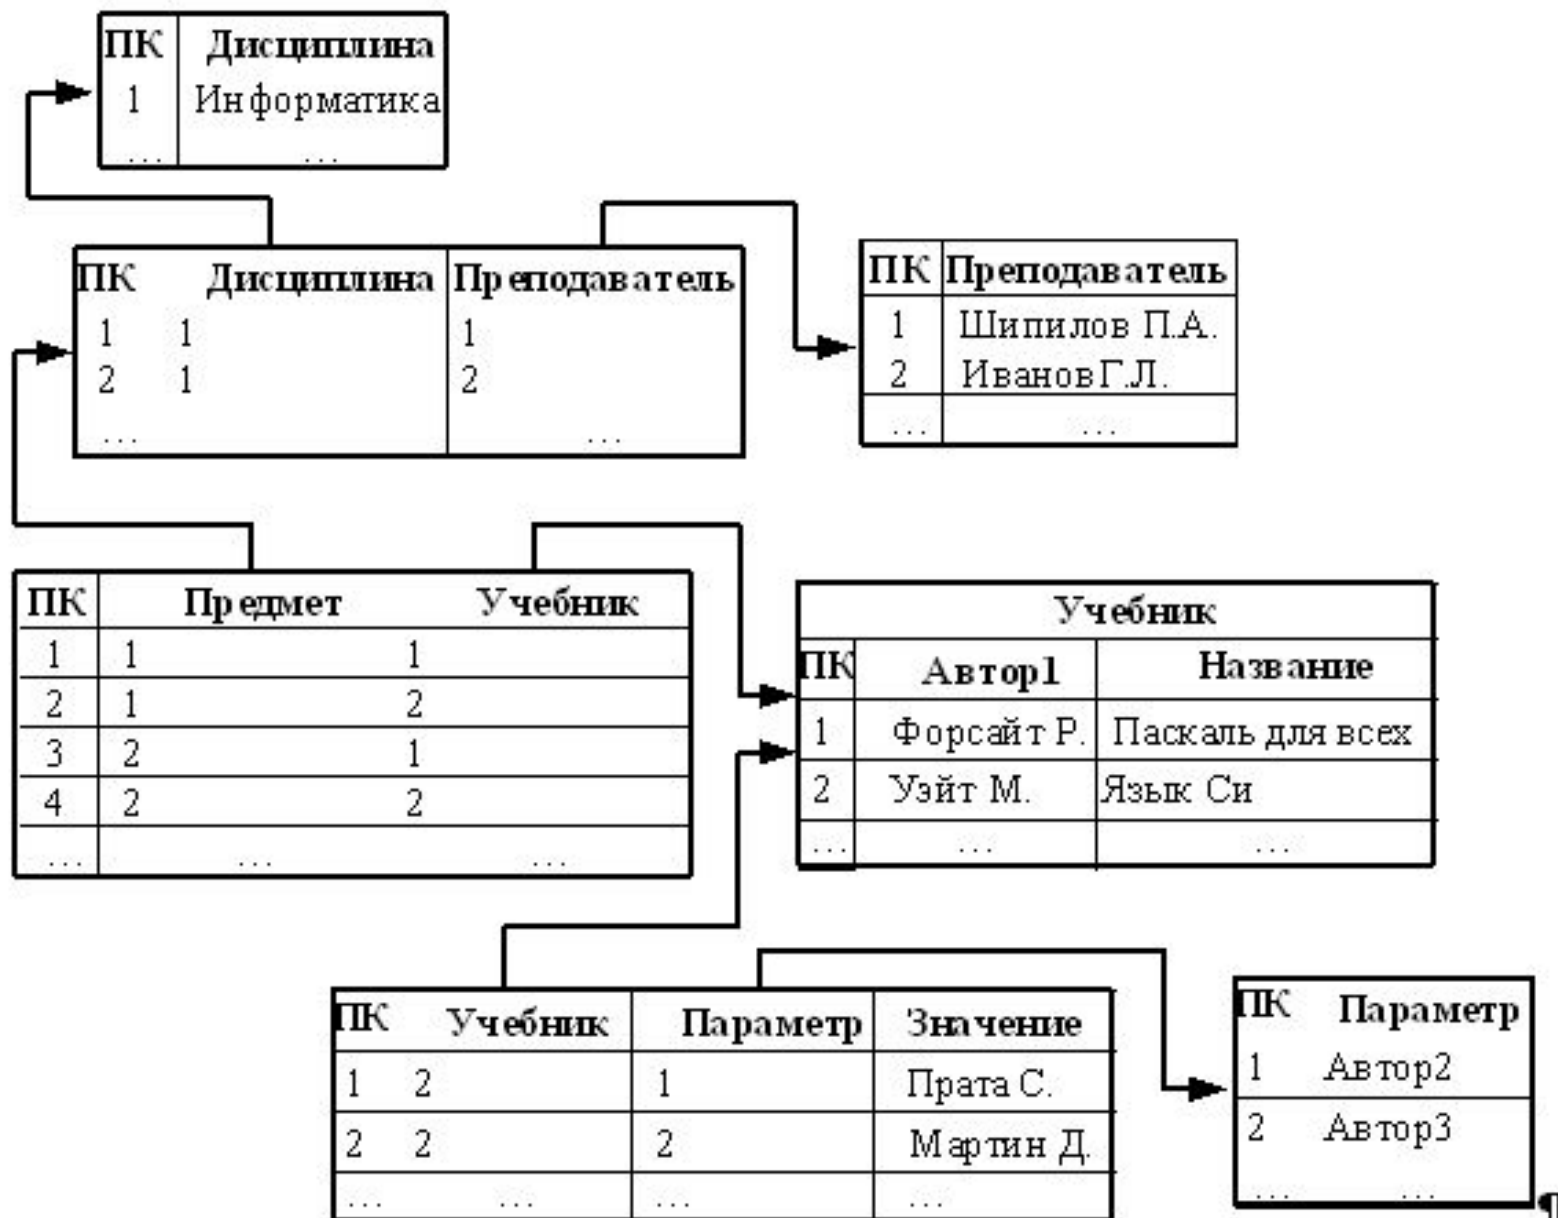 ПК Дисциплина
1 Информатика
... ...
ПК Дисциплина Преподаватель
1 1 1
2 1 2
... ...
ПК Преподаватель
1 Шипилов П.А.
2 Иванов Г.Л.
... ...
ПК Предмет Учебник
1 1 1
2 1 2
3 2 1
4 2 2
... ... ...
Учебник
ПК Автор1 Название
1 Форсайт Р. Паскаль для всех
2 Уэйт М. Язык Си
... ... ...
ПК Учебник Параметр Значение
1 2 1 Прата С.
2 2 2 Мартин Д.
... ... ... ...
ПК Параметр
1 Автор2
2 Автор3
... ...
¶